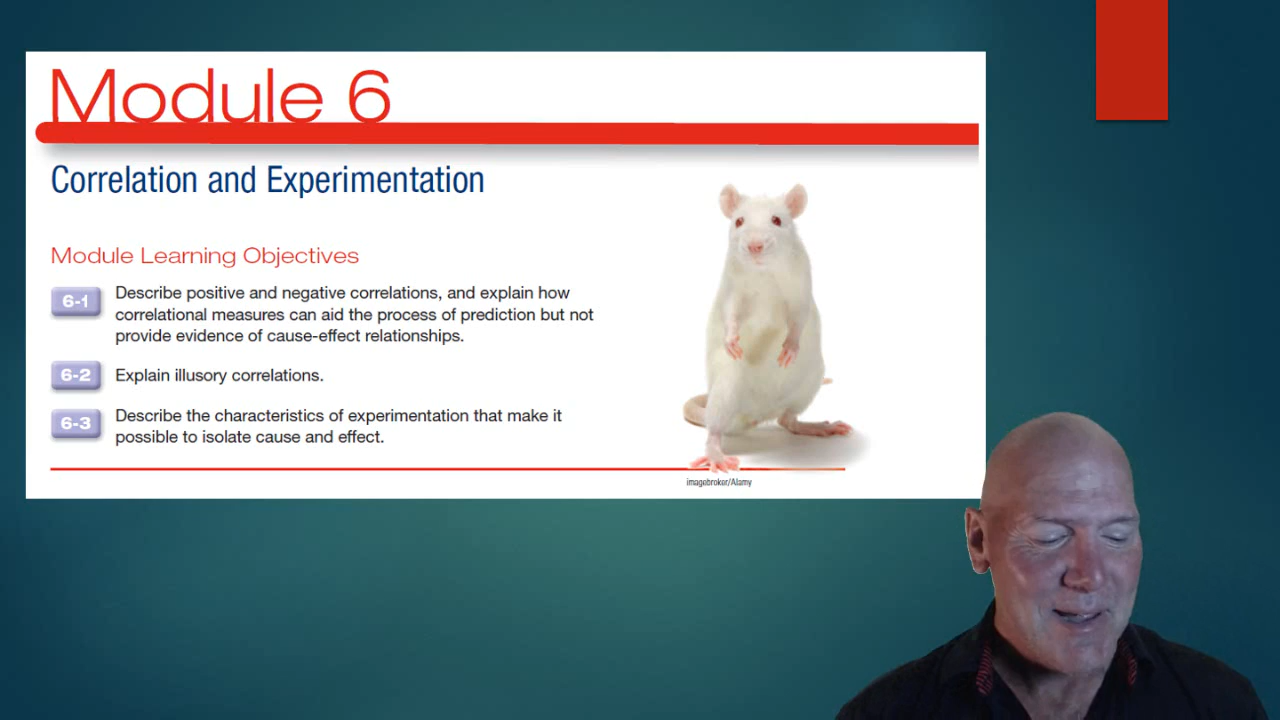 Module 6
Correlation and Experimentation
Module Learning Objectives
6-1 Describe positive and negative correlations, and explain how
correlational measures can aid the process of prediction but not
provide evidence of cause-effect relationships.
6-2 Explain illusory correlations.
6-3 Describe the characteristics of experimentation that make it
possible to isolate cause and effect.
imagebroker/Alamy